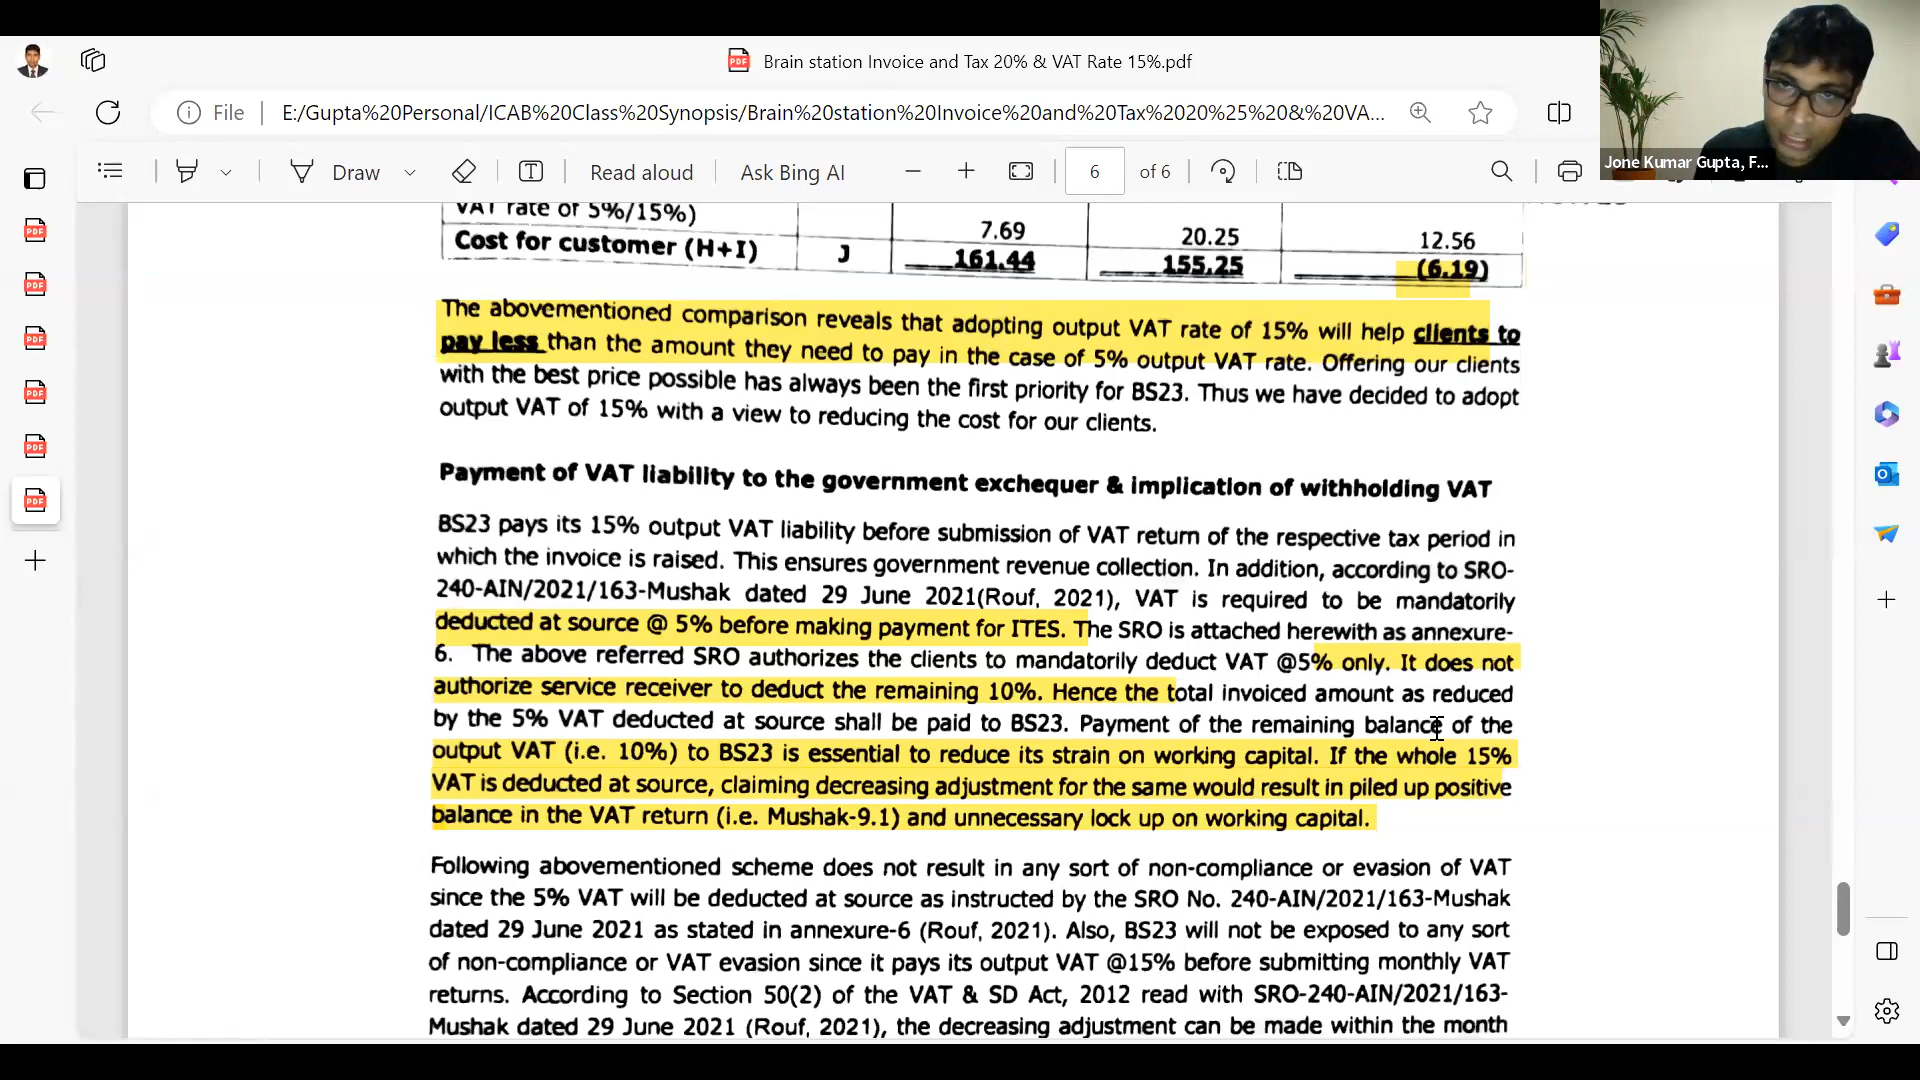 Brain station Invoice and Tax 20% & VAT Rate 15%.pdf
File
E:/Gupta%20Personal/ICAB%20Class%20Synopsis/Brain%20station%20Invoice%20and%20Tax%2020%25%20&%20VA...
Jone Kumar Gupta, F...
Draw
Read aloud
Ask Bing AI
6 of 6
VAT rate of 5%/15%) 7.69 20.25 12.56
Cost for customer (H+I) J 161.44 155.25 (6.19)
The abovementioned comparison reveals that adopting output VAT rate of 15% will help clients to
pay less than the amount they need to pay in the case of 5% output VAT rate. Offering our clients
with the best price possible has always been the first priority for BS23. Thus we have decided to adopt
output VAT of 15% with a view to reducing the cost for our clients.
Payment of VAT liability to the government exchequer & implication of withholding VAT
BS23 pays its 15% output VAT liability before submission of VAT return of the respective tax period in
which the invoice is raised. This ensures government revenue collection. In addition, according to SRO-
240-AIN/2021/163-Mushak dated 29 June 2021(Rouf, 2021), VAT is required to be mandatorily
deducted at source @ 5% before making payment for ITES. The SRO is attached herewith as annexure-
6. The above referred SRO authorizes the clients to mandatorily deduct VAT @5% only. It does not
authorize service receiver to deduct the remaining 10%. Hence the total invoiced amount as reduced
by the 5% VAT deducted at source shall be paid to BS23. Payment of the remaining balance of the
output VAT (i.e. 10%) to BS23 is essential to reduce its strain on working capital. If the whole 15%
VAT is deducted at source, claiming decreasing adjustment for the same would result in piled up positive
balance in the VAT return (i.e. Mushak-9.1) and unnecessary lock up on working capital.
Following abovementioned scheme does not result in any sort of non-compliance or evasion of VAT
since the 5% VAT will be deducted at source as instructed by the SRO No. 240-AIN/2021/163-Mushak
dated 29 June 2021 as stated in annexure-6 (Rouf, 2021). Also, BS23 will not be exposed to any sort
of non-compliance or VAT evasion since it pays its output VAT @15% before submitting monthly VAT
returns. According to Section 50(2) of the VAT & SD Act, 2012 read with SRO-240-AIN/2021/163-
Mushak dated 29 June 2021 (Rouf, 2021), the decreasing adjustment can be made within the month